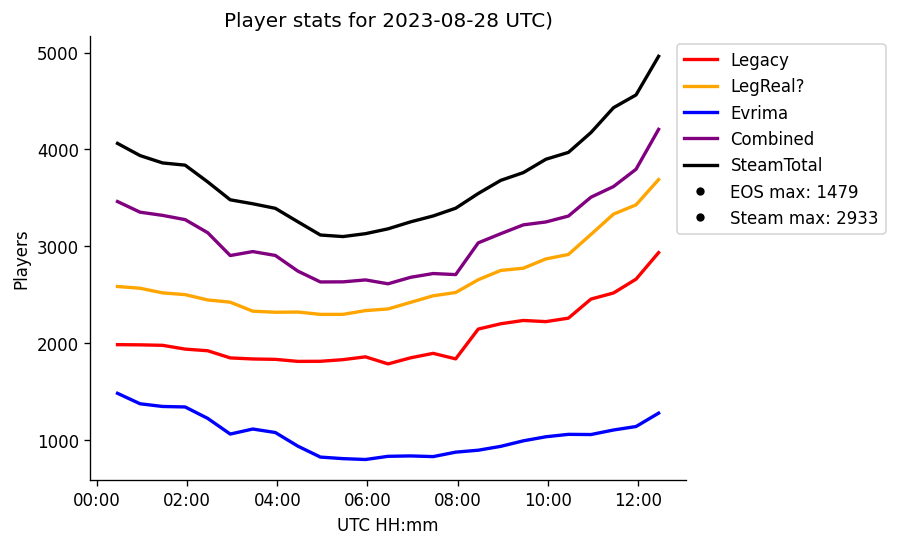 Player stats for 2023-08-28 UTC)
5000
4000
3000
2000
1000
Players
00:00 02:00 04:00 06:00 08:00 10:00 12:00
UTC HH:mm
Legacy
LegReal?
Evrima
Combined
SteamTotal
EOS max: 1479
Steam max: 2933